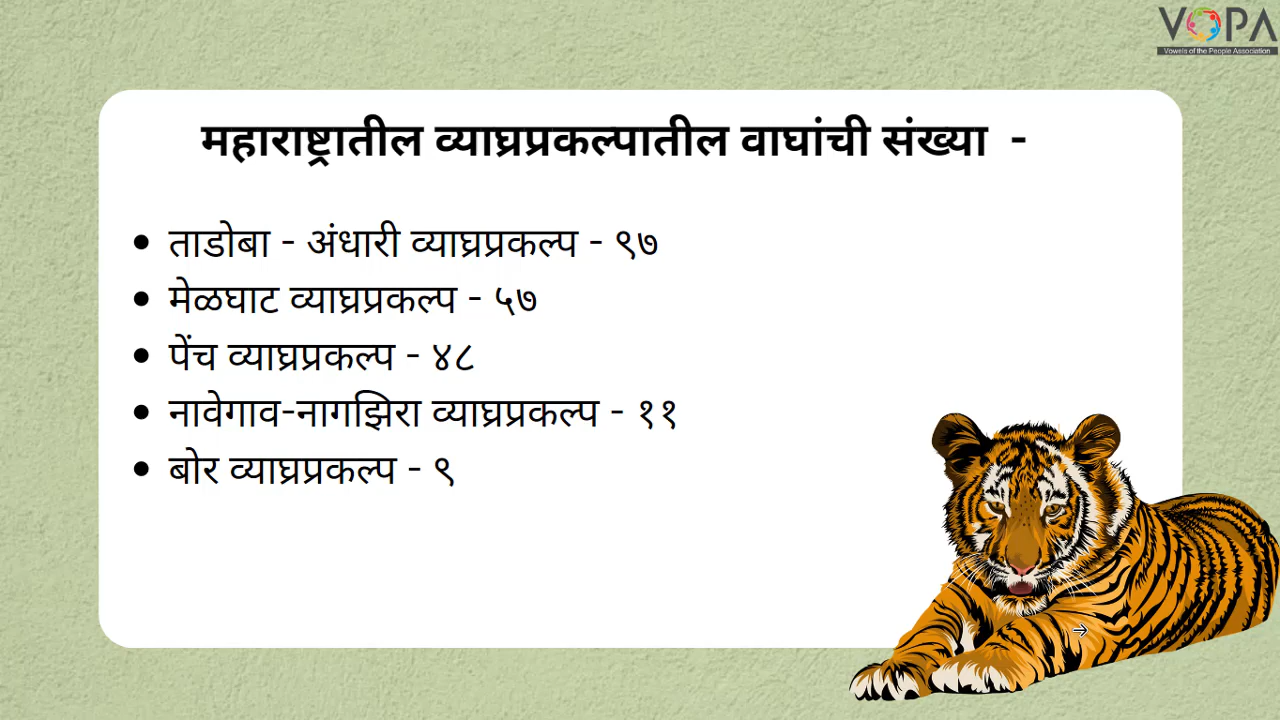 VOPA
Vowels of the People Association
महाराष्ट्रातील व्याघ्रप्रकल्पातील वाघांची संख्या -
• ताडोबा - अंधारी व्याघ्रप्रकल्प - ९७
• मेळघाट व्याघ्रप्रकल्प - ५७
• पेंच व्याघ्रप्रकल्प - ४८
• नावेगाव-नागझिरा व्याघ्रप्रकल्प - ११
• बोर व्याघ्रप्रकल्प - ९